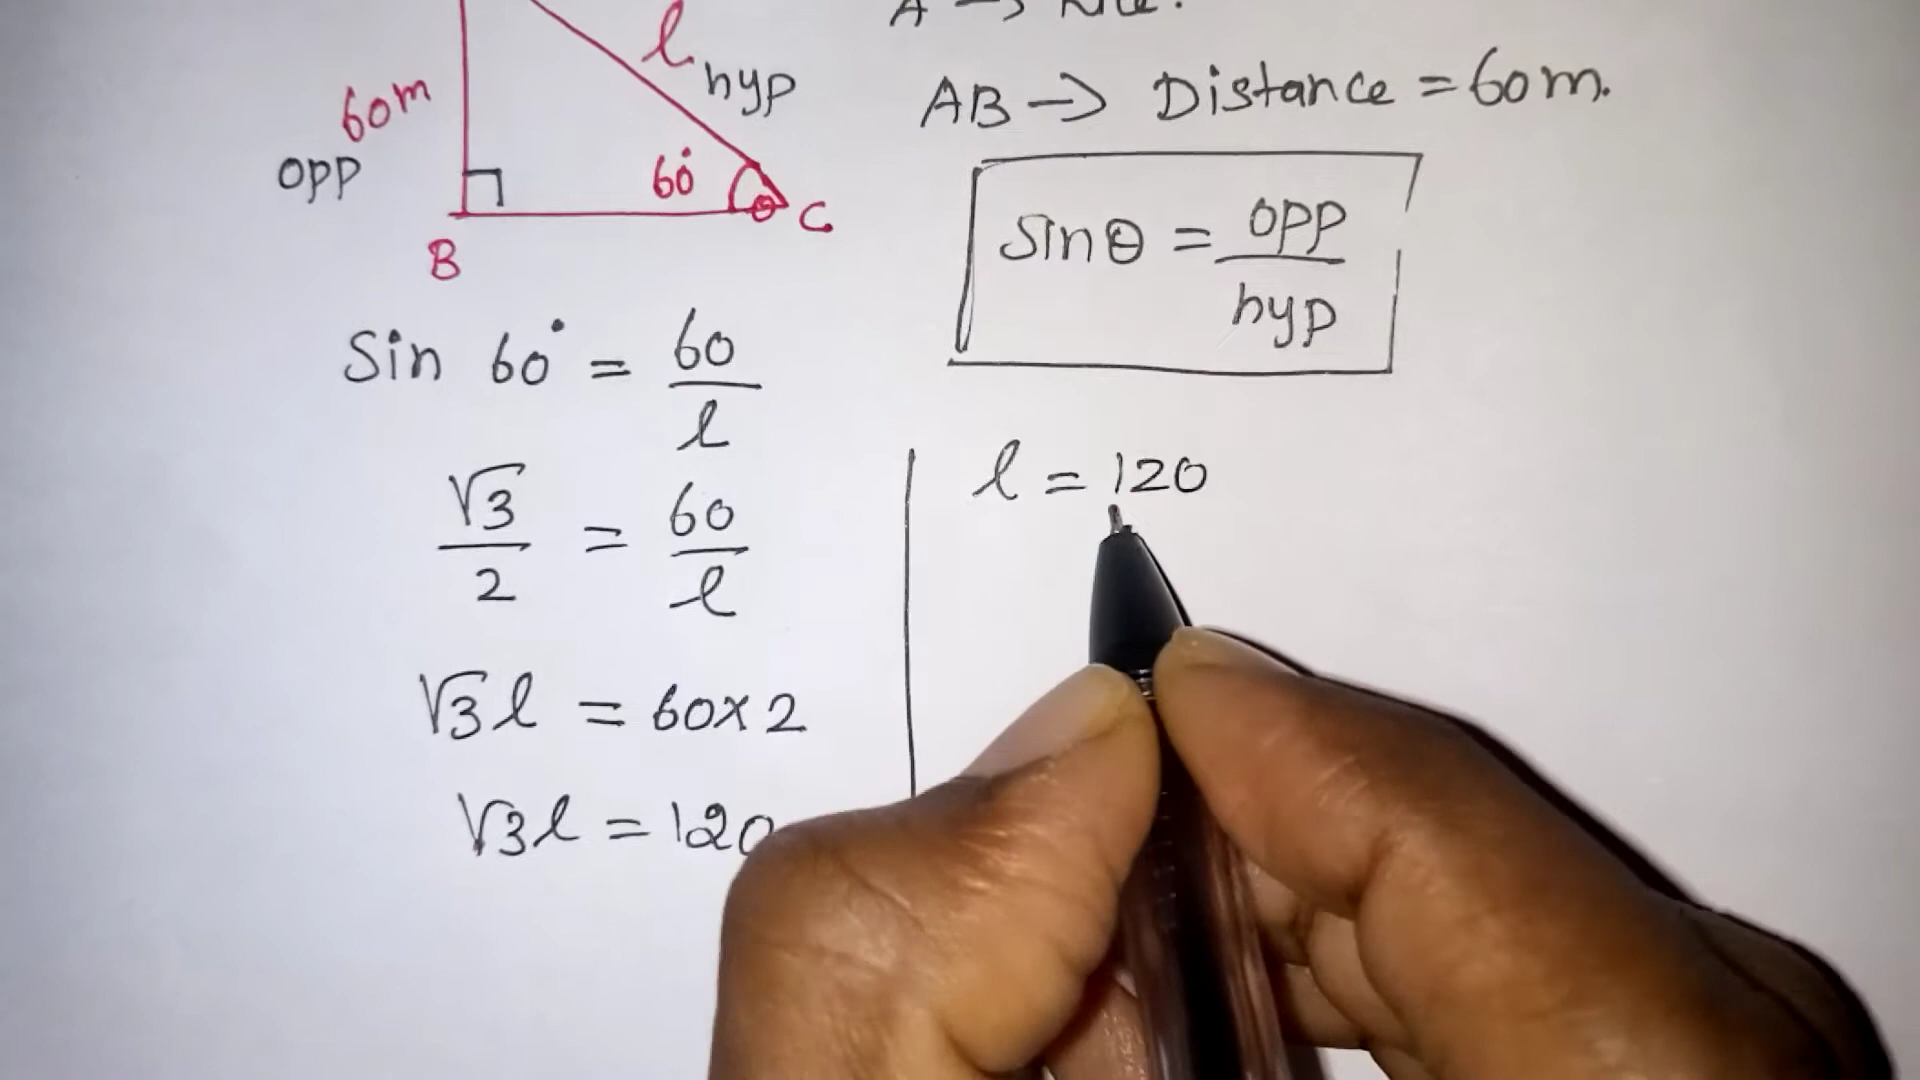 A →
l
hyp
60m
AB → Distance = 60m.
opp
60°
θ
C
B
sinθ = opp/hyp
Sin 60° = 60/l
√3/2 = 60/l
l = 120
√3 l = 60×2
√3 l = 120